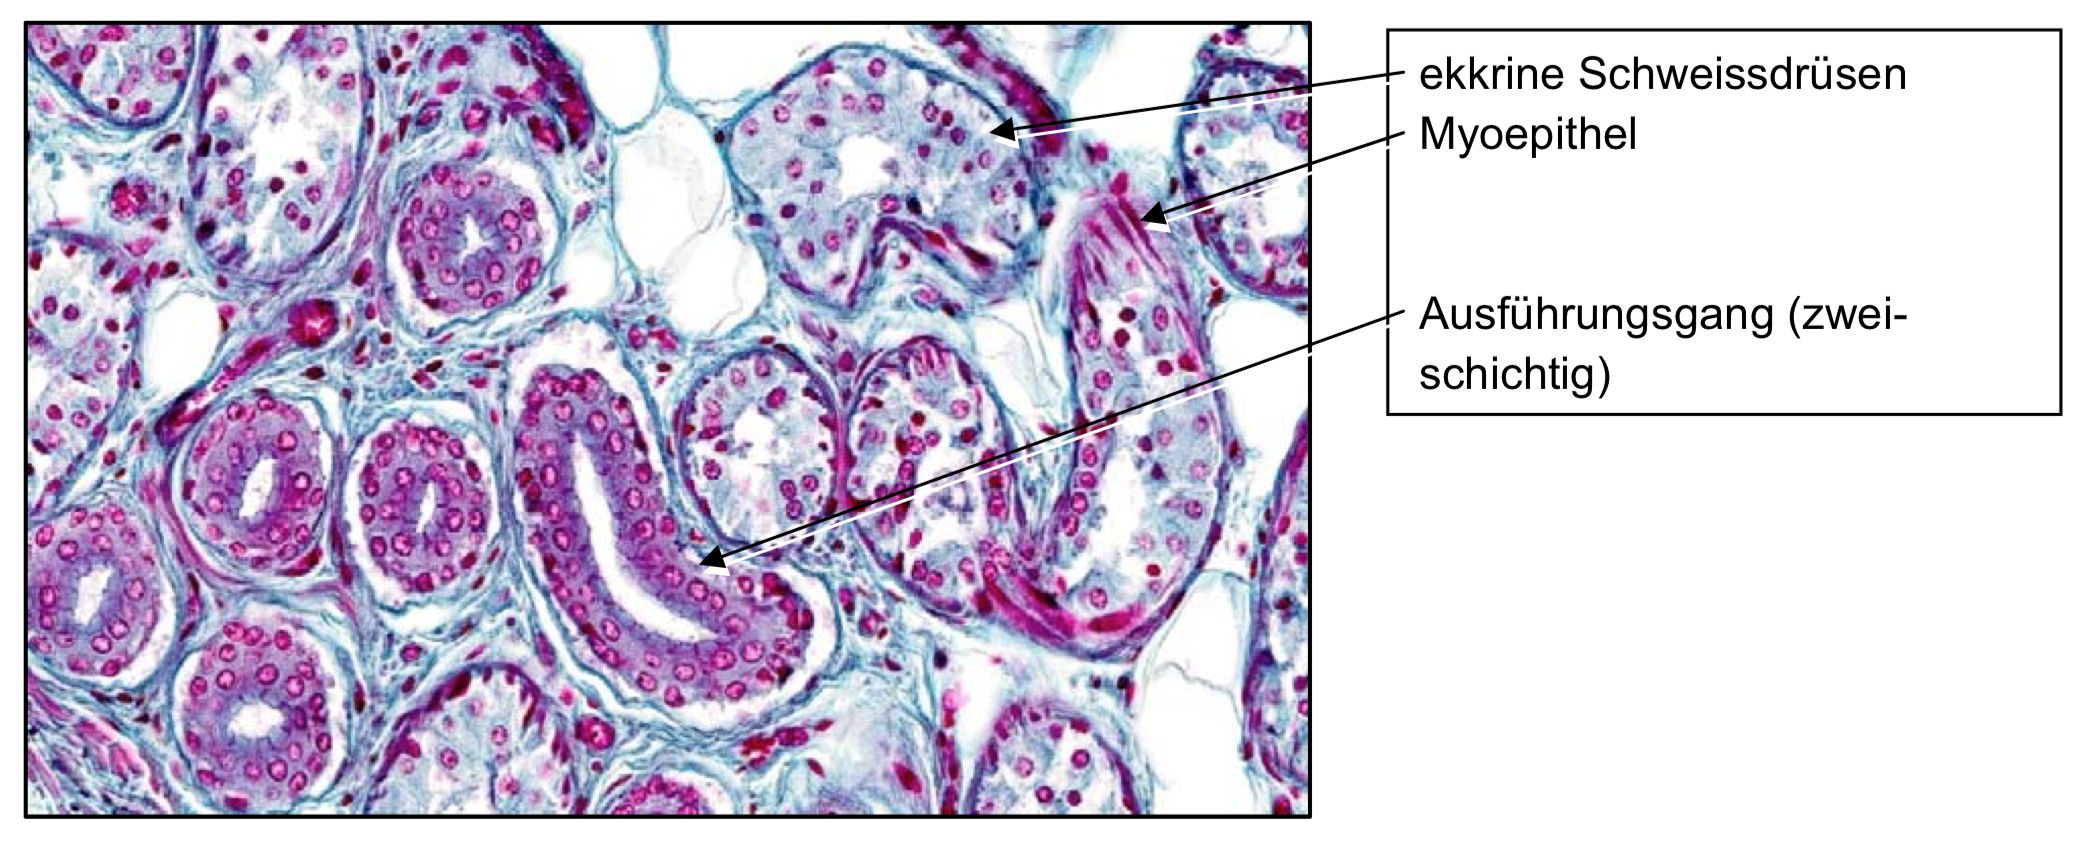 ekkrine Schweissdrüsen
Myoepithel
Ausführungsgang (zwei-
schichtig)